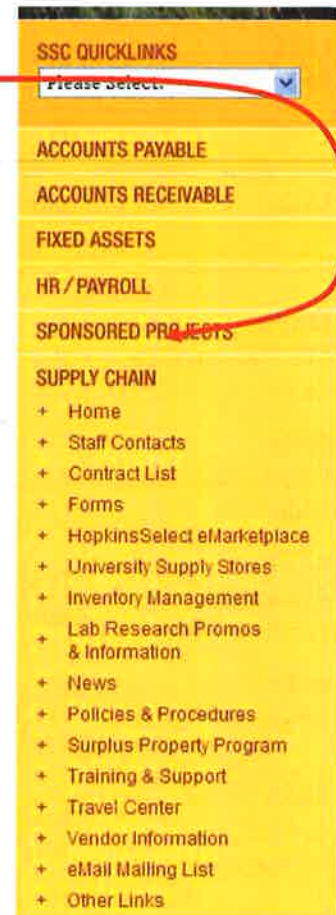 SSC QUICKLINKS
Please Select:
ACCOUNTS PAYABLE
ACCOUNTS RECEIVABLE
FIXED ASSETS
HR / PAYROLL
SPONSORED PROJECTS
SUPPLY CHAIN
+ Home
+ Staff Contacts
+ Contract List
+ Forms
+ HopkinsSelect eMarketplace
+ University Supply Stores
+ Inventory Management
+ Lab Research Promos
& Information
+ News
+ Policies & Procedures
+ Surplus Property Program
+ Training & Support
+ Travel Center
+ Vendor Information
+ eMail Mailing List
+ Other Links